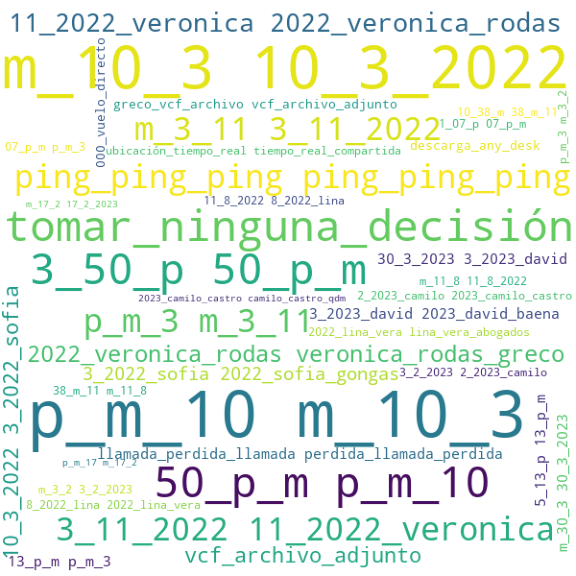 11_2022_veronica 2022_veronica_rodas
m_10_3 10_3_2022
000_vuelo_directo
greco_vcf_archivo vcf_archivo_adjunto
10_38_m 38_m_11
p_m_3 m_3_2
m_3_11 3_11_2022
1_07_p 07_p_m
07_p_m p_m_3
ubicación_tiempo_real tiempo_real_compartida
descarga_any_desk
ping_ping_ping ping_ping_ping
m_17_2 17_2_2023
11_8_2022 8_2022_lina
tomar_ninguna_decisión
3_50_p 50_p_m
30_3_2023 3_2023_david
m_11_8 11_8_2022
2023_camilo_castro camilo_castro_qdm
2_2023_camilo 2023_camilo_castro
p_m_3 m_3_11
3_2023_david 2023_david_baena
2022_lina_vera lina_vera_abogados
2022_veronica_rodas veronica_rodas_greco
3_2022_sofia 2022_sofia_gongas
3_2_2023 2_2023_camilo
10_3_2022 3_2022_sofia
38_m_11 m_11_8
p_m_10 m_10_3
llamada_perdida_llamada perdida_llamada_perdida
p_m_17 m_17_2
50_p_m p_m_10
5_13_p 13_p_m
m_30_3 30_3_2023
m_3_2 3_2_2023
8_2022_lina 2022_lina_vera
3_11_2022 11_2022_veronica
vcf_archivo_adjunto
13_p_m p_m_3